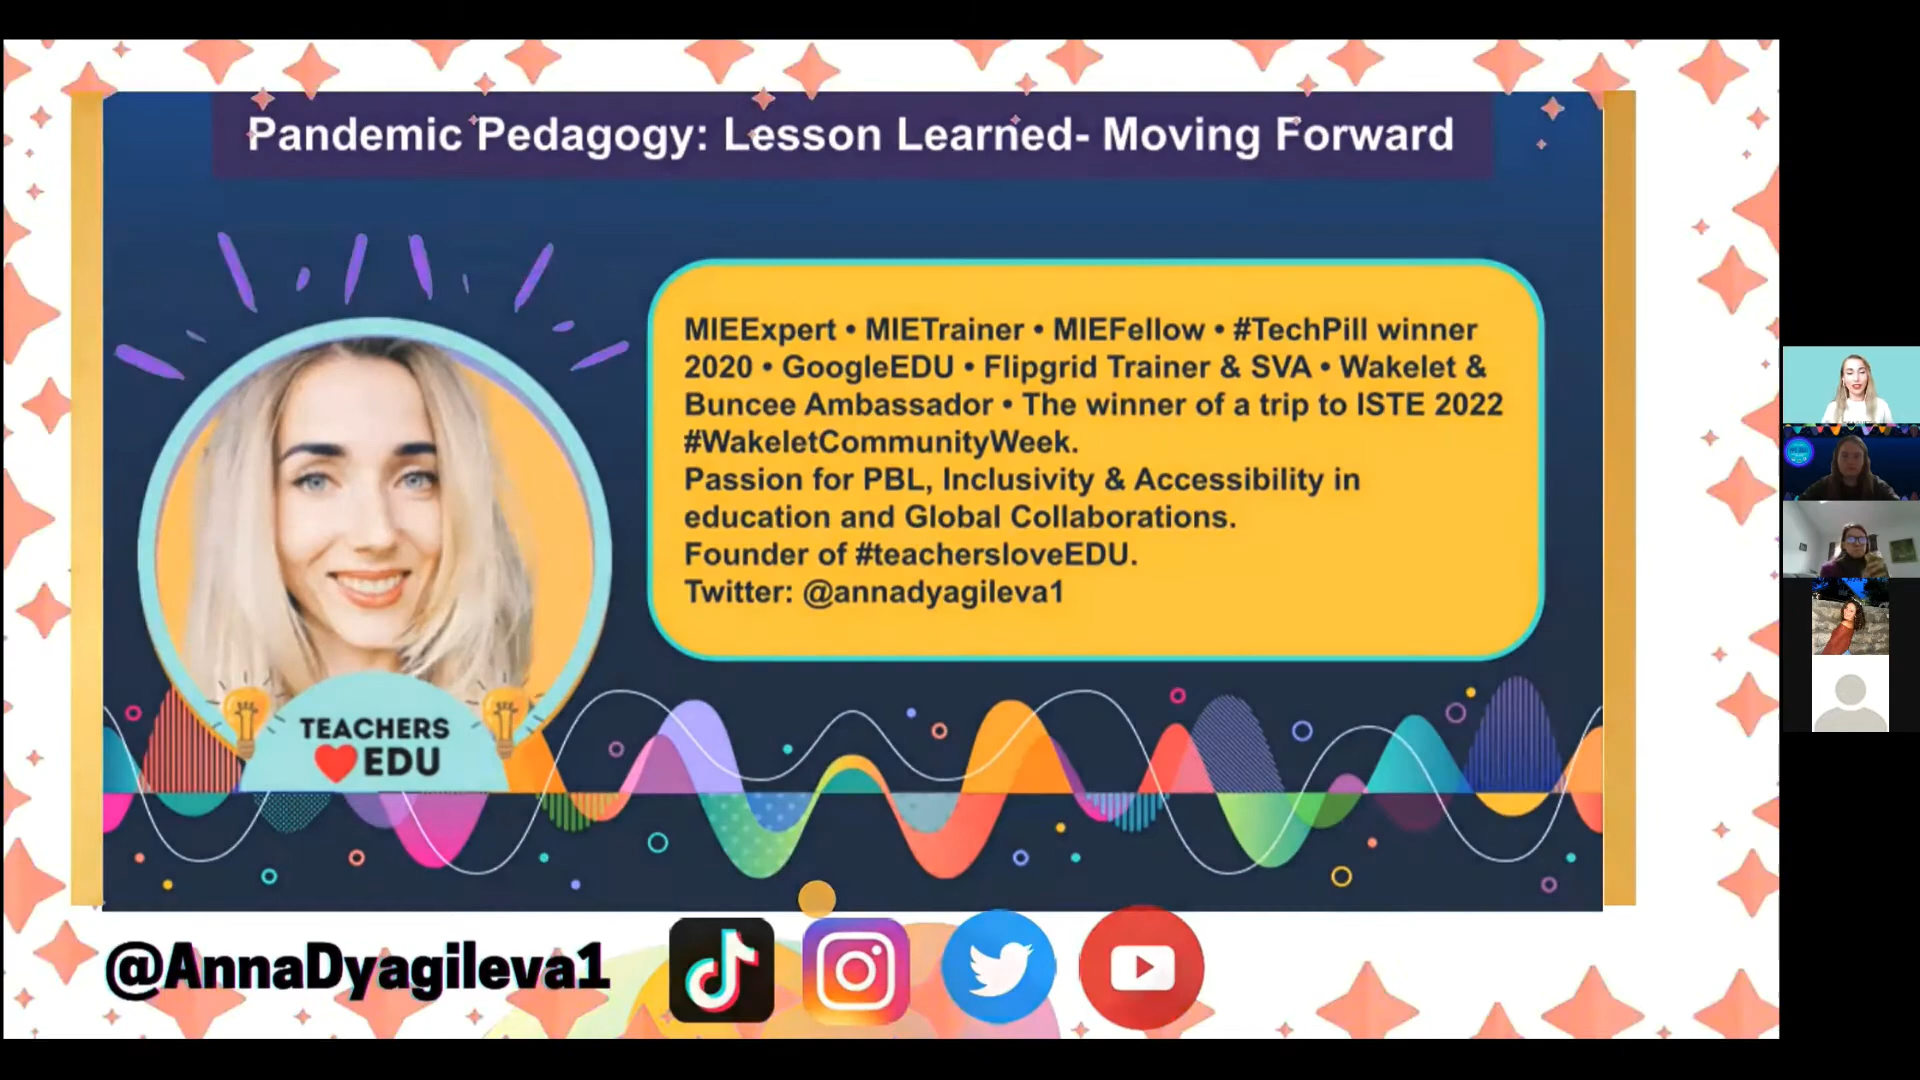 Pandemic Pedagogy: Lesson Learned- Moving Forward
MIEExpert • MIETrainer • MIEFellow • #TechPill winner
2020 • GoogleEDU • Flipgrid Trainer & SVA • Wakelet &
Buncee Ambassador • The winner of a trip to ISTE 2022
#WakeletCommunityWeek.
Passion for PBL, Inclusivity & Accessibility in
education and Global Collaborations.
Founder of #teachersloveEDU.
Twitter: @annadyagileva1
TEACHERS
EDU
@AnnaDyagileva1